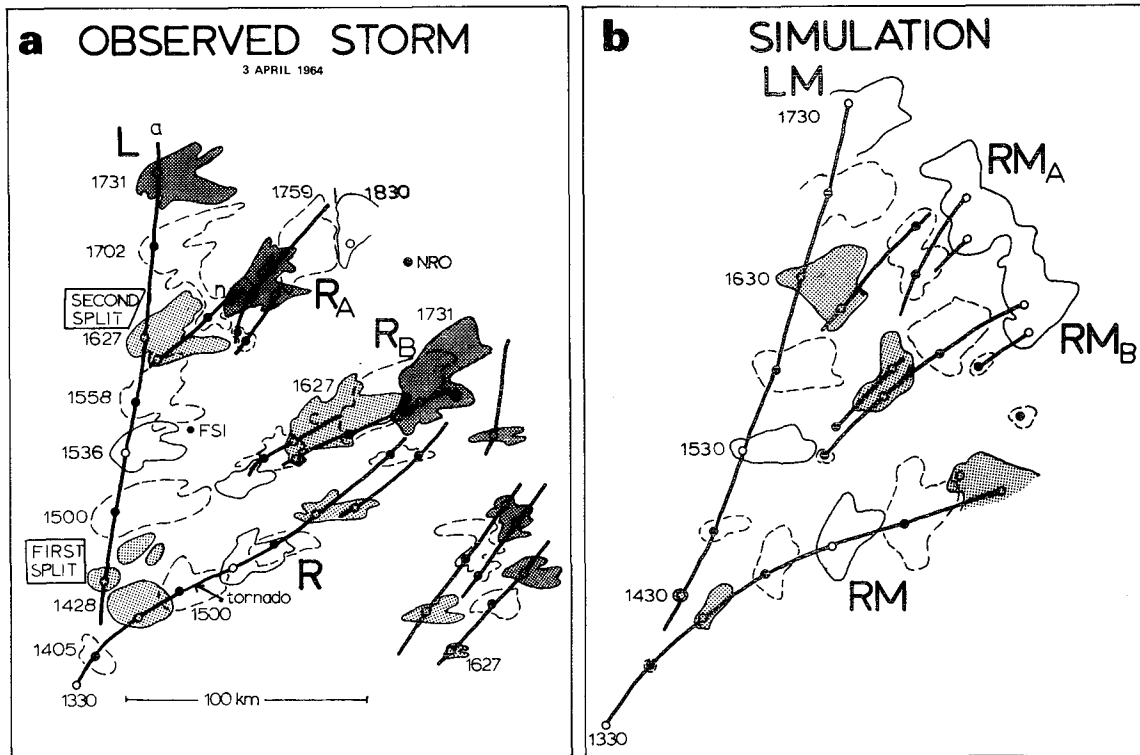 a OBSERVED STORM
3 APRIL 1964
L
a
1731
1759
1830
1702
NRO
n
R_A
SECOND
SPLIT
1627
1731
R_B
1627
1558
FSI
c
1536
1500
FIRST
SPLIT
R
1428
tornado
1500
1405
1627
1330
100 km
b SIMULATION
LM
1730
RM_A
1630
RM_B
1530
1430
RM
1330